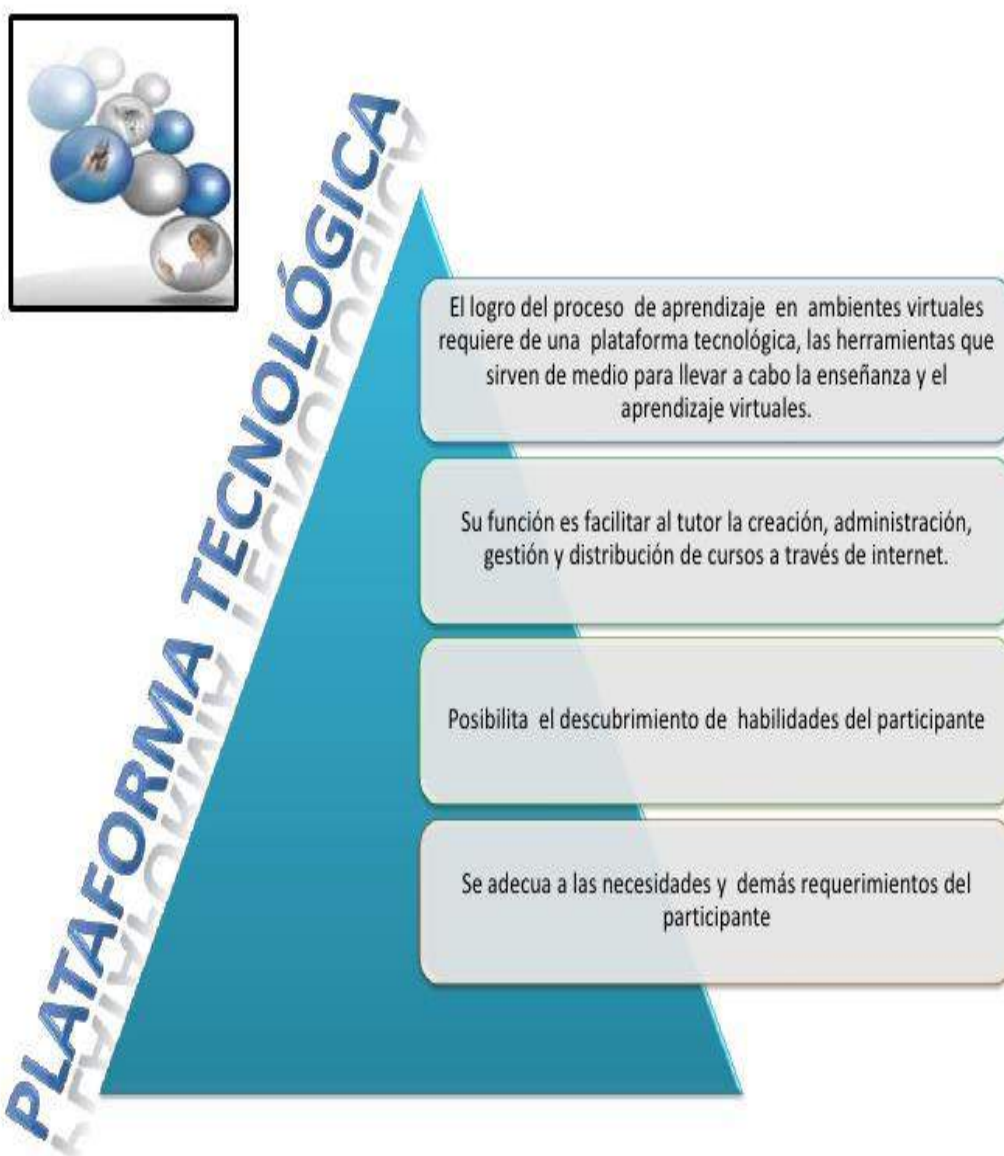 PLATAFORMA TECNOLÓGICA
El logro del proceso de aprendizaje en ambientes virtuales
requiere de una plataforma tecnológica, las herramientas que
sirven de medio para llevar a cabo la enseñanza y el
aprendizaje virtuales.
Su función es facilitar al tutor la creación, administración,
gestión y distribución de cursos a través de internet.
Posibilita el descubrimiento de habilidades del participante
Se adecua a las necesidades y demás requerimientos del
participante